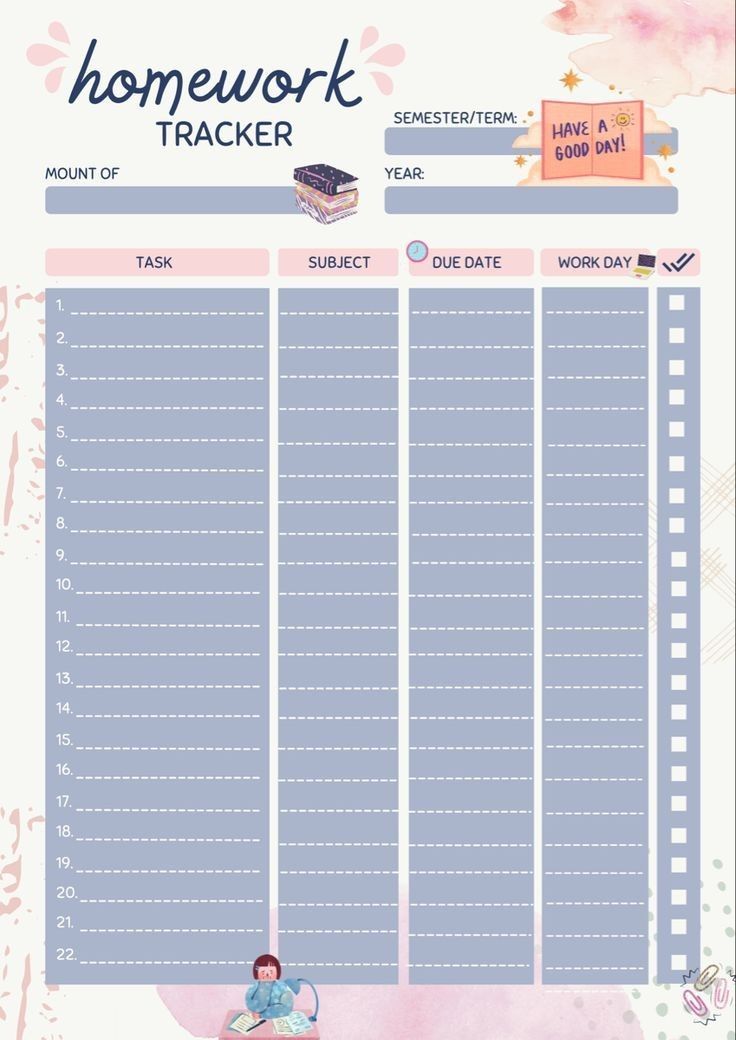 homework
TRACKER
SEMESTER/TERM:
HAVE A
GOOD DAY!
MOUNT OF
YEAR:
TASK SUBJECT DUE DATE WORK DAY
1.
2.
3.
4.
5.
6.
7.
8.
9.
10.
11.
12.
13.
14.
15.
16.
17.
18.
19.
20.
21.
22.